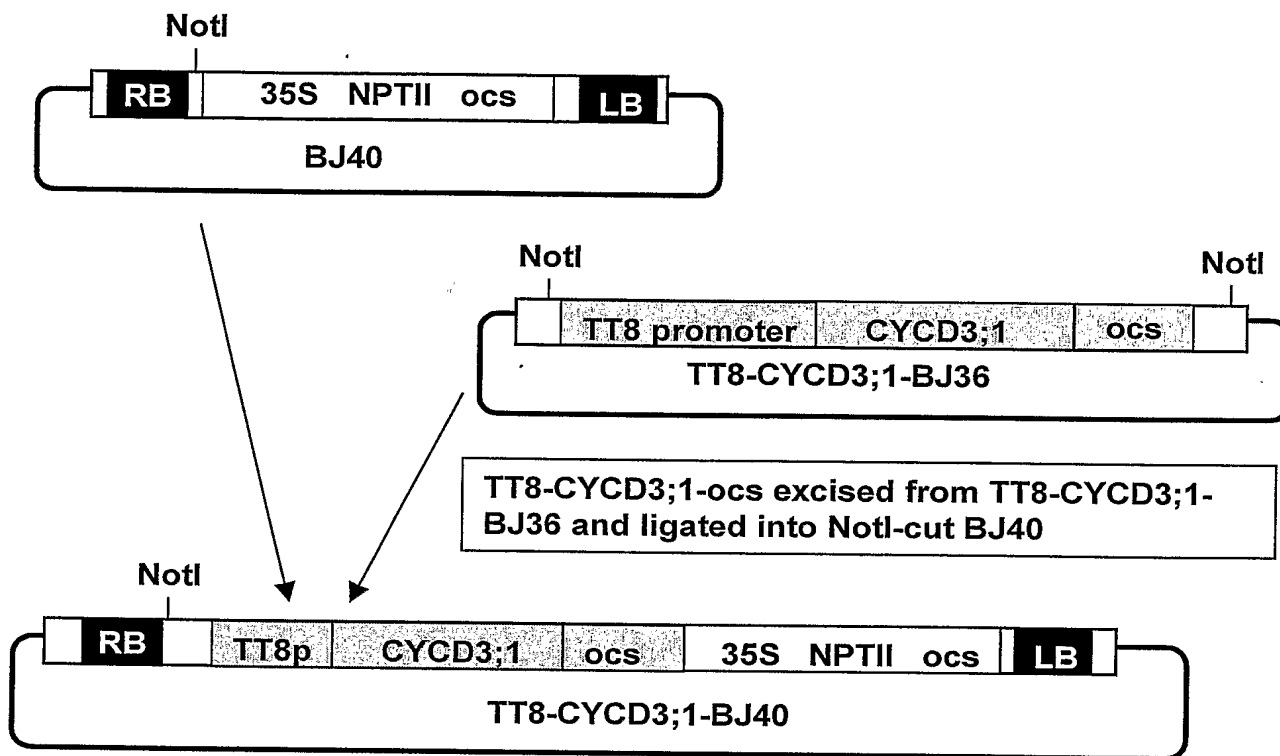 NotI
RB 35S NPTII ocs LB
BJ40
NotI NotI
TT8 promoter CYCD3;1 ocs
TT8-CYCD3;1-BJ36
TT8-CYCD3;1-ocs excised from TT8-CYCD3;1-
BJ36 and ligated into NotI-cut BJ40
NotI
RB TT8p CYCD3;1 ocs 35S NPTII ocs LB
TT8-CYCD3;1-BJ40